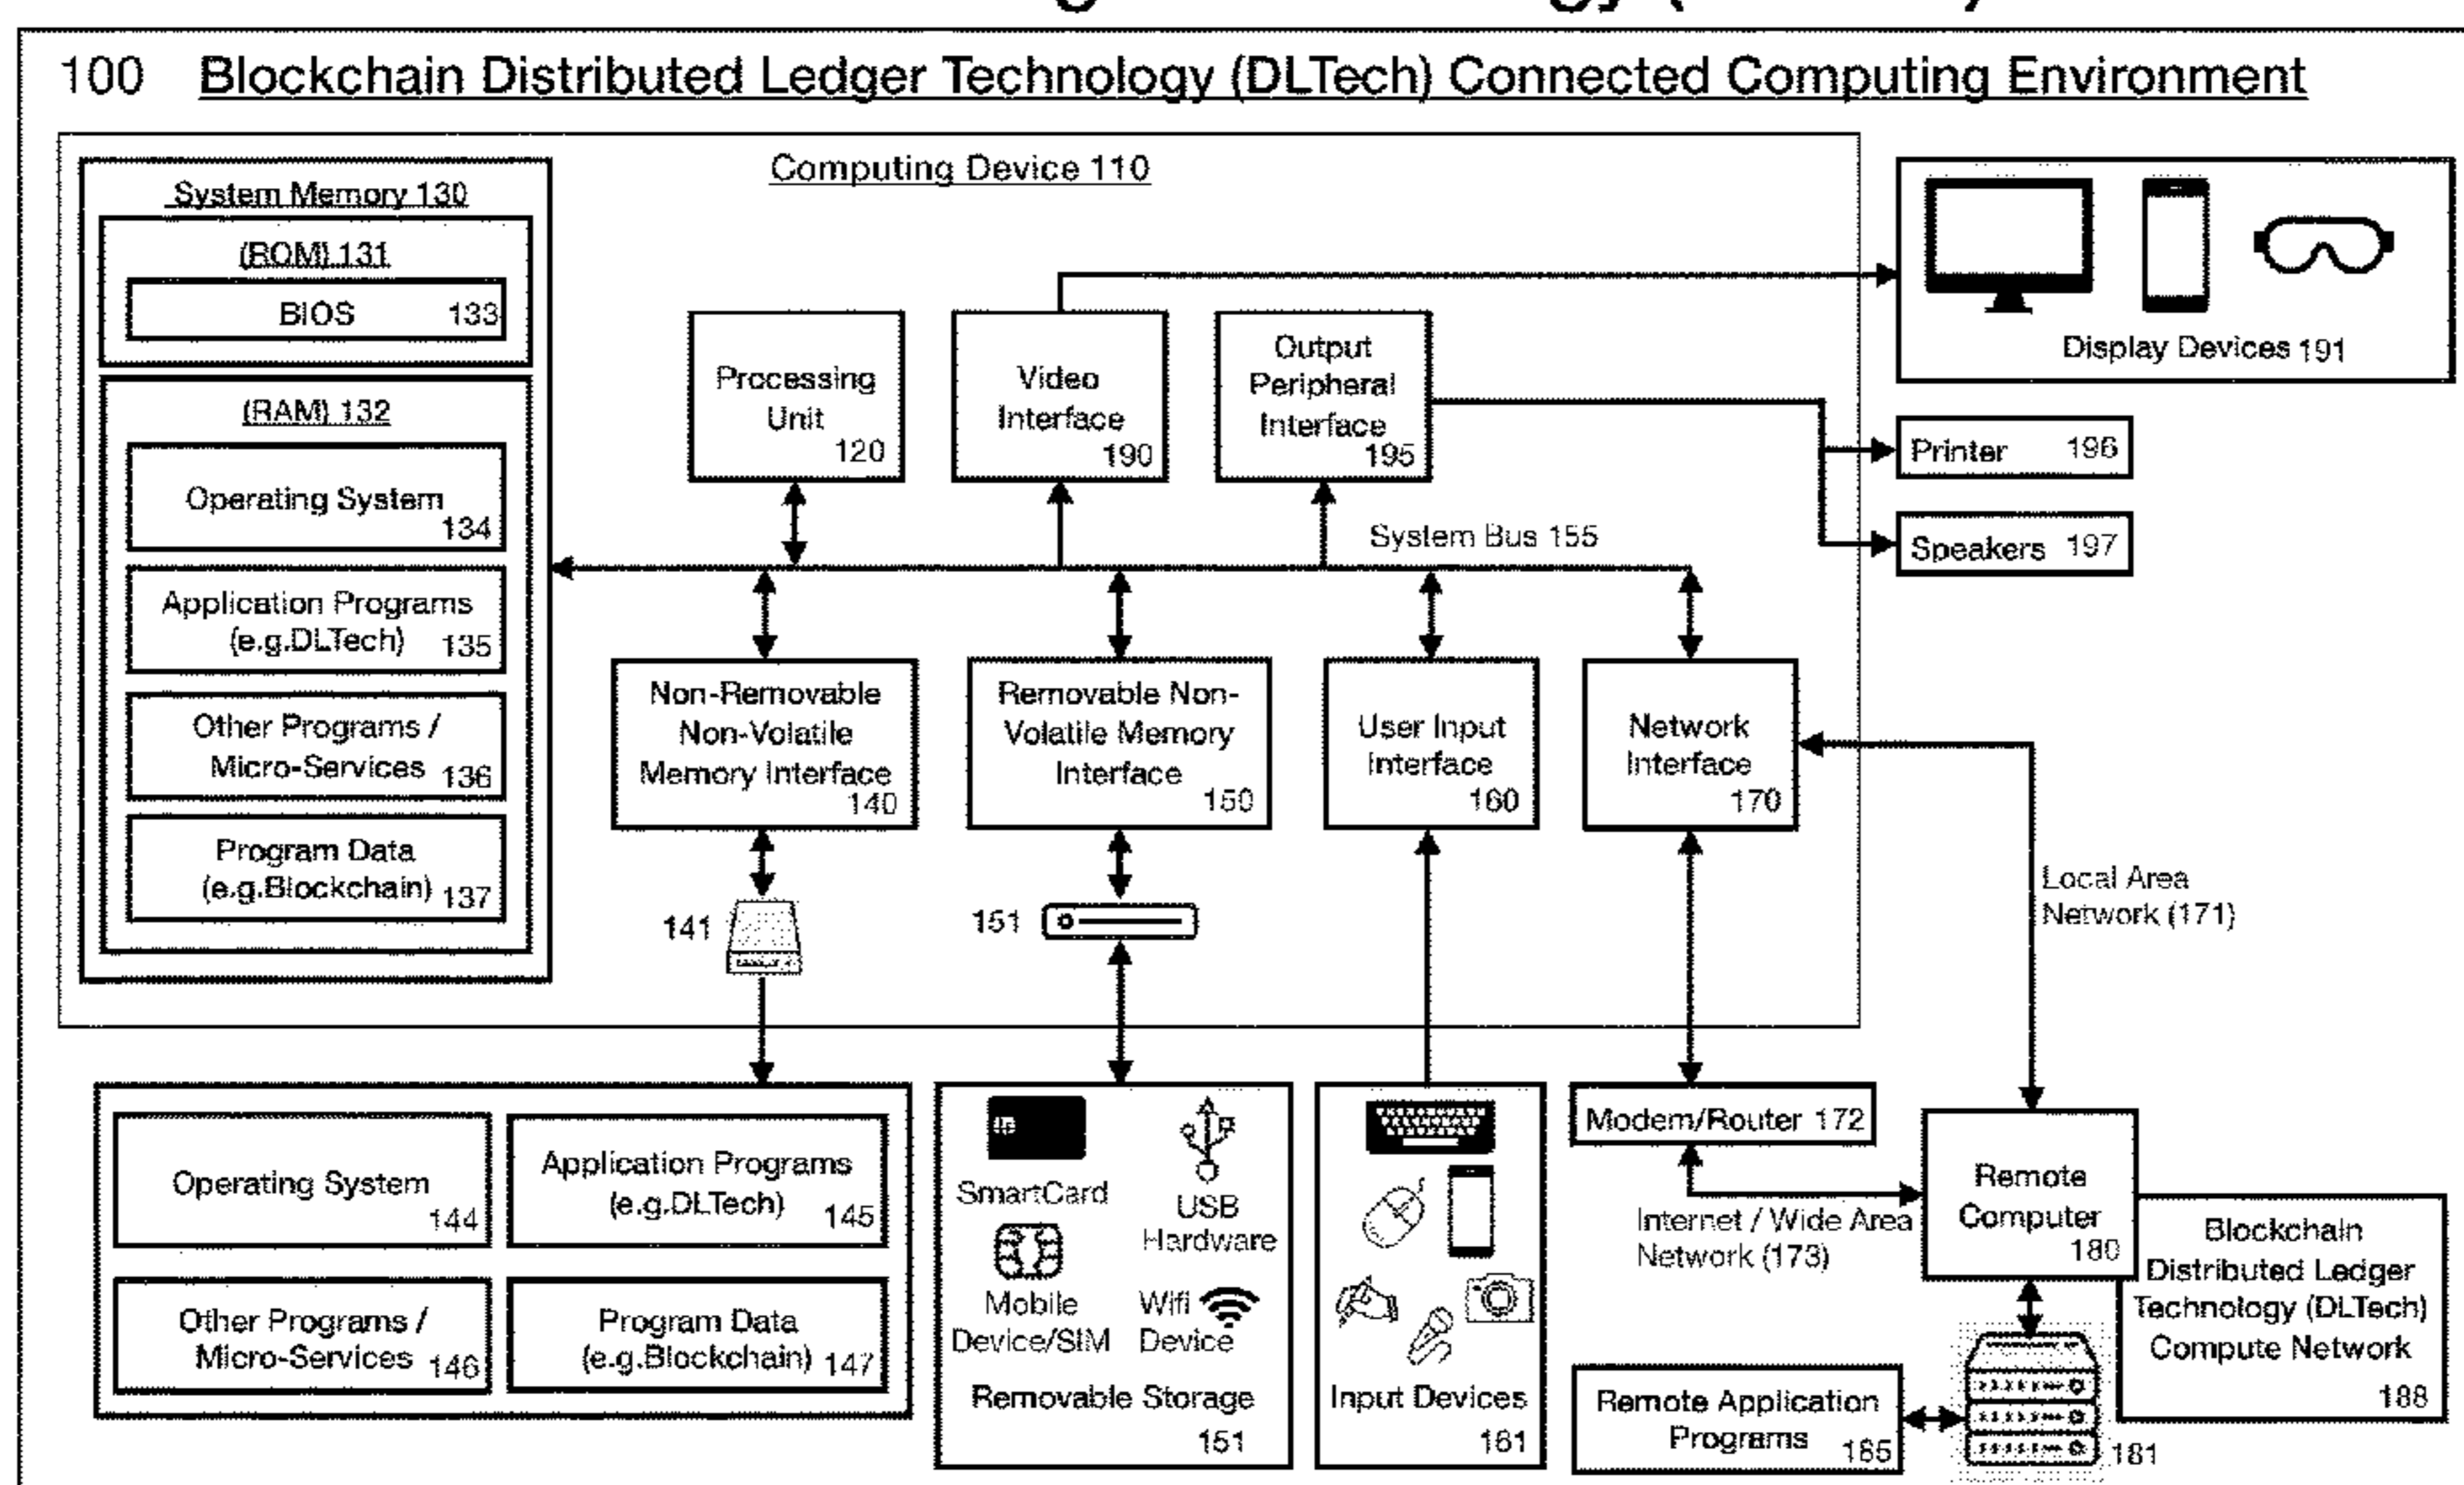 100 Blockchain Distributed Ledger Technology (DLTech) Connected Computing Environment
Computing Device 110
System Memory 130
(ROM) 131
BIOS 133
(RAM) 132
Operating System
134
Application Programs
(e.g.DLTech) 135
Other Programs /
Micro-Services 136
Program Data
(e.g.Blockchain) 137
Processing
Unit
120
Video
Interface
190
Output
Peripheral
Interface
195
Display Devices 191
Printer 196
Speakers 197
System Bus 155
Non-Removable
Non-Volatile
Memory Interface
140
Removable Non-
Volatile Memory
Interface
150
User Input
Interface
160
Network
Interface
170
141
151
Local Area
Network (171)
Operating System
144
Application Programs
(e.g.DLTech) 145
Other Programs /
Micro-Services 146
Program Data
(e.g.Blockchain) 147
SmartCard
USB
Hardware
Mobile
Device/SIM
Wifi
Device
Removable Storage
151
Input Devices
161
Modem/Router 172
Internet / Wide Area
Network (173)
Remote
Computer
180
Blockchain
Distributed Ledger
Technology (DLTech)
Compute Network
188
Remote Application
Programs 185
181